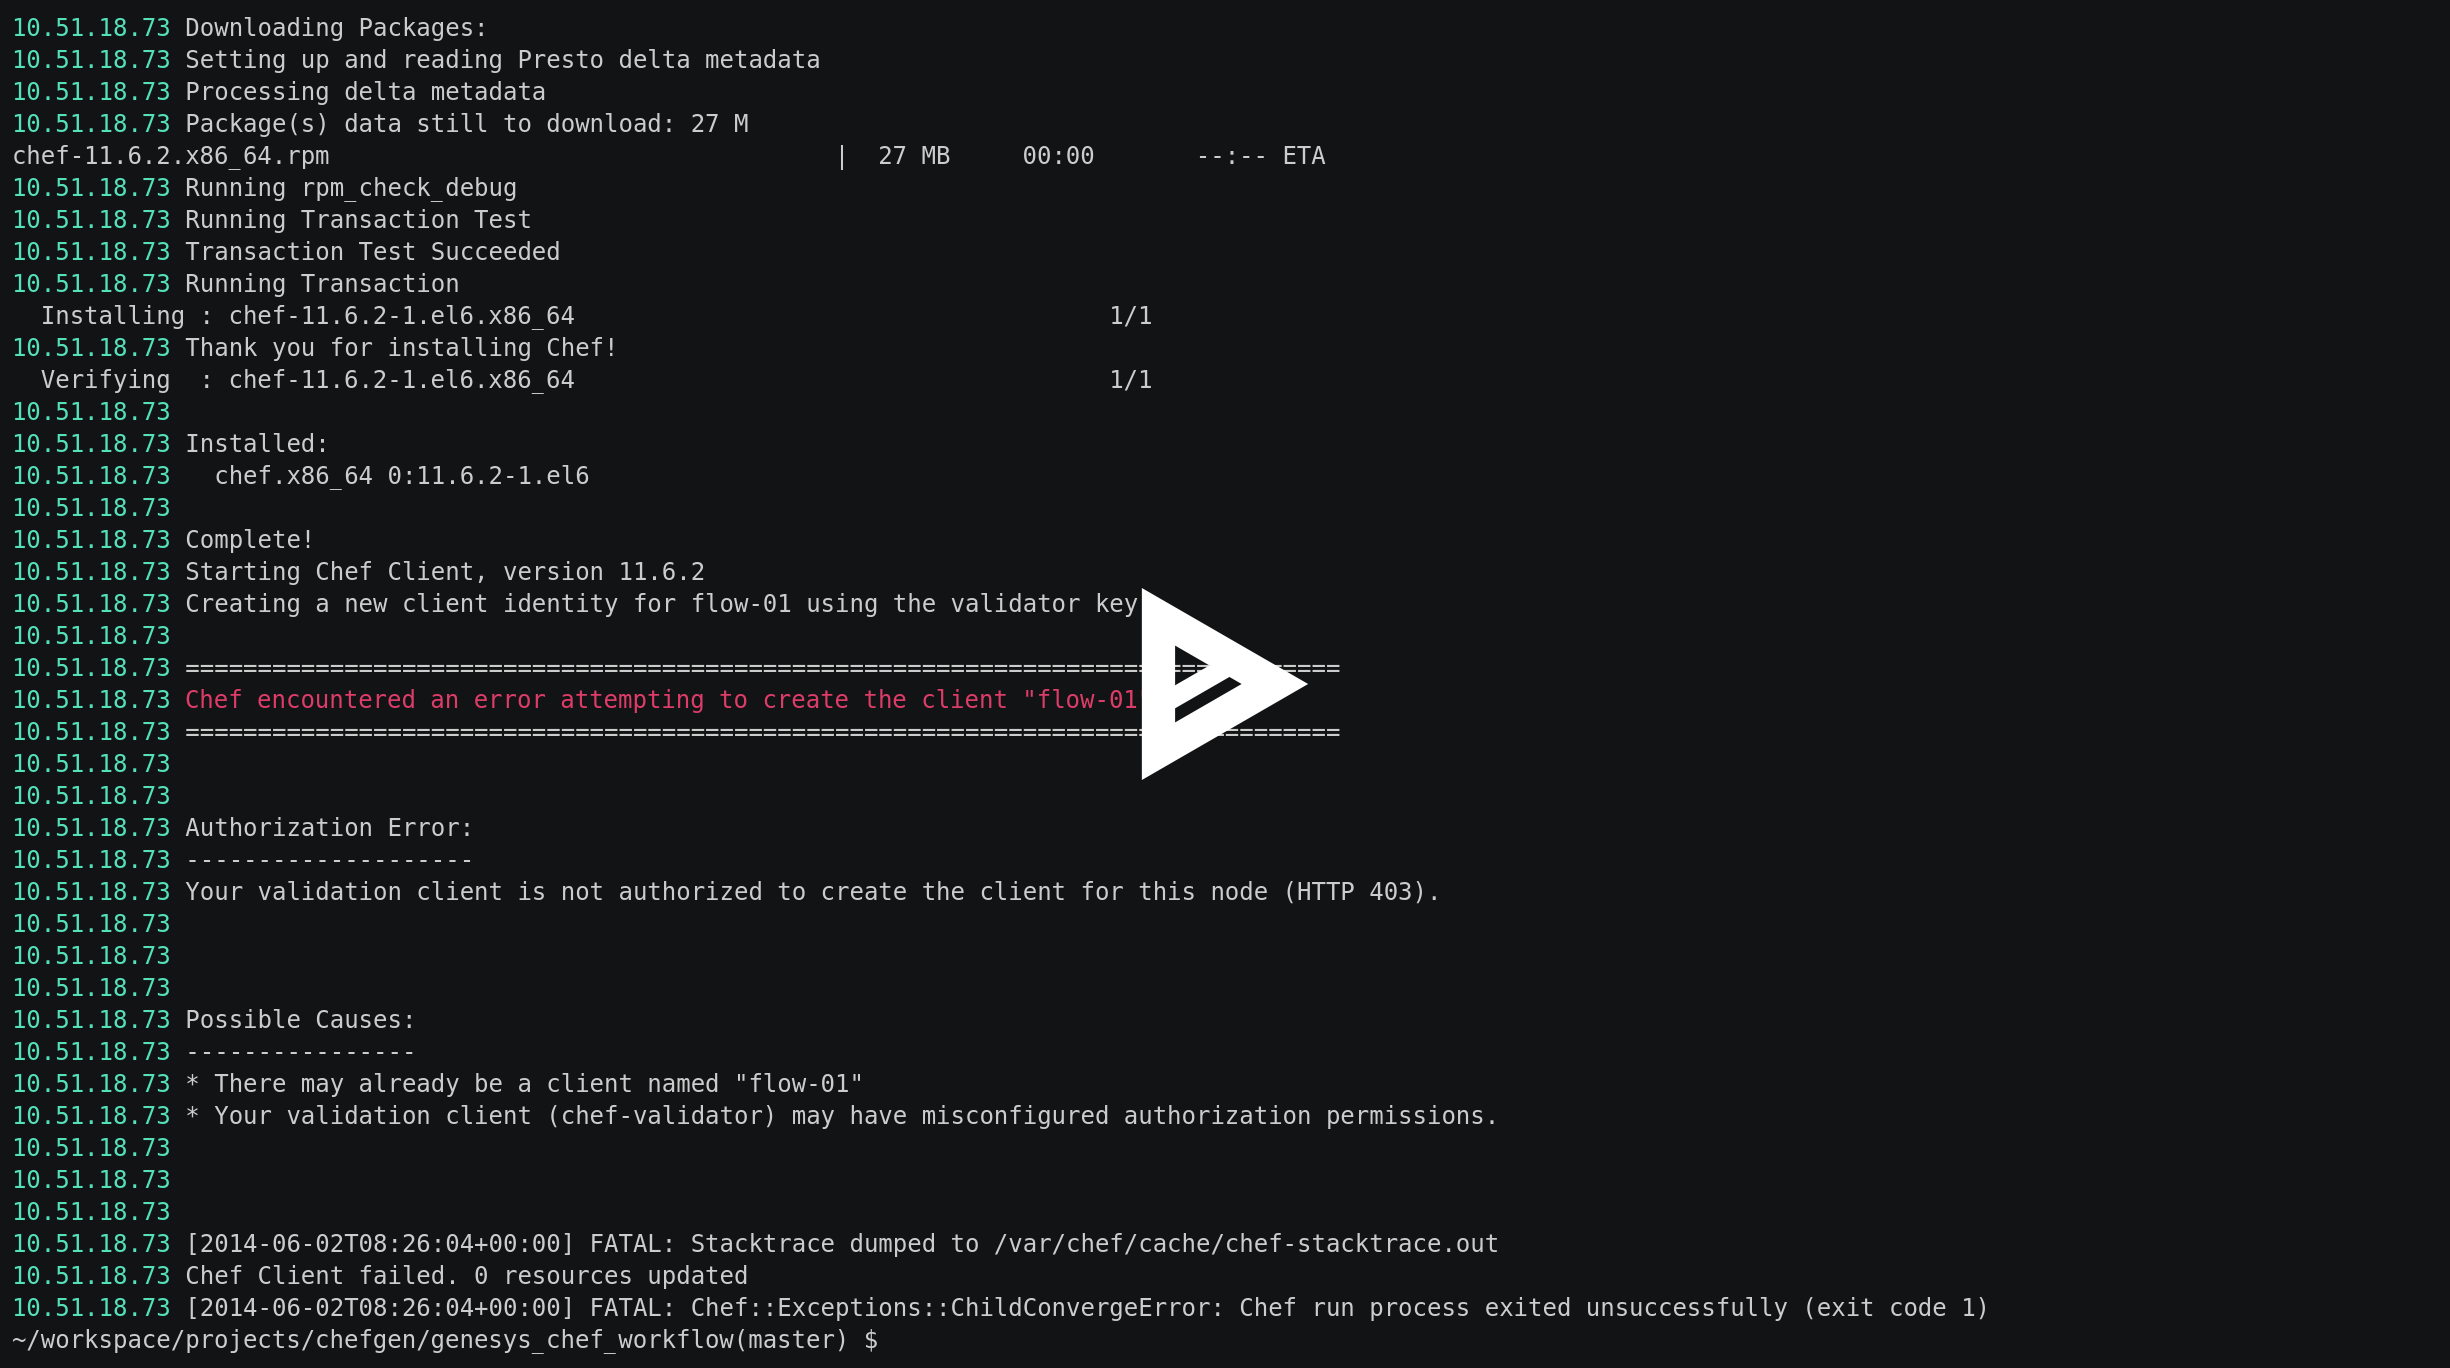 10.51.18.73 Downloading Packages:
10.51.18.73 Setting up and reading Presto delta metadata
10.51.18.73 Processing delta metadata
10.51.18.73 Package(s) data still to download: 27 M
chef-11.6.2.x86_64.rpm | 27 MB 00:00 --:-- ETA
10.51.18.73 Running rpm_check_debug
10.51.18.73 Running Transaction Test
10.51.18.73 Transaction Test Succeeded
10.51.18.73 Running Transaction
Installing : chef-11.6.2-1.el6.x86_64 1/1
10.51.18.73 Thank you for installing Chef!
Verifying : chef-11.6.2-1.el6.x86_64 1/1
10.51.18.73
10.51.18.73 Installed:
10.51.18.73 chef.x86_64 0:11.6.2-1.el6
10.51.18.73
10.51.18.73 Complete!
10.51.18.73 Starting Chef Client, version 11.6.2
10.51.18.73 Creating a new client identity for flow-01 using the validator key
10.51.18.73
10.51.18.73 ================================================================================
10.51.18.73 Chef encountered an error attempting to create the client "flow-01"
10.51.18.73 ================================================================================
10.51.18.73
10.51.18.73
10.51.18.73 Authorization Error:
10.51.18.73 --------------------
10.51.18.73 Your validation client is not authorized to create the client for this node (HTTP 403).
10.51.18.73
10.51.18.73
10.51.18.73
10.51.18.73 Possible Causes:
10.51.18.73 ----------------
10.51.18.73 * There may already be a client named "flow-01"
10.51.18.73 * Your validation client (chef-validator) may have misconfigured authorization permissions.
10.51.18.73
10.51.18.73
10.51.18.73
10.51.18.73 [2014-06-02T08:26:04+00:00] FATAL: Stacktrace dumped to /var/chef/cache/chef-stacktrace.out
10.51.18.73 Chef Client failed. 0 resources updated
10.51.18.73 [2014-06-02T08:26:04+00:00] FATAL: Chef::Exceptions::ChildConvergeError: Chef run process exited unsuccessfully (exit code 1)
~/workspace/projects/chefgen/genesys_chef_workflow(master) $